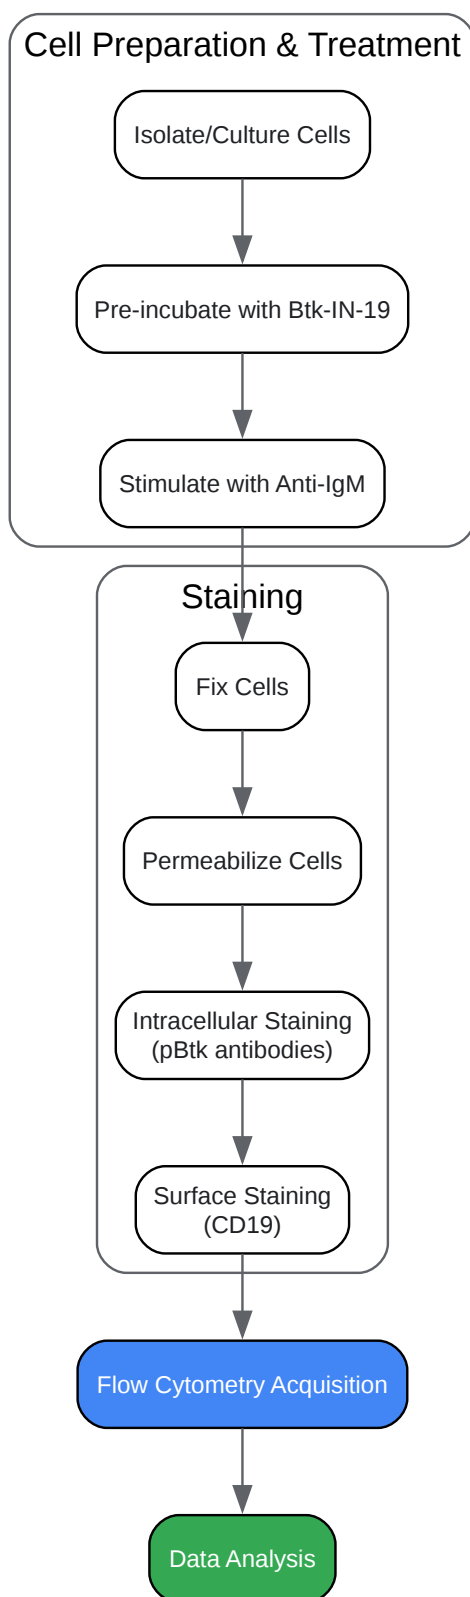 Cell Preparation & Treatment
Isolate/Culture Cells
Pre-incubate with Btk-IN-19
Stimulate with Anti-IgM
Staining
Fix Cells
Permeabilize Cells
Intracellular Staining
(pBtk antibodies)
Surface Staining
(CD19)
Flow Cytometry Acquisition
Data Analysis